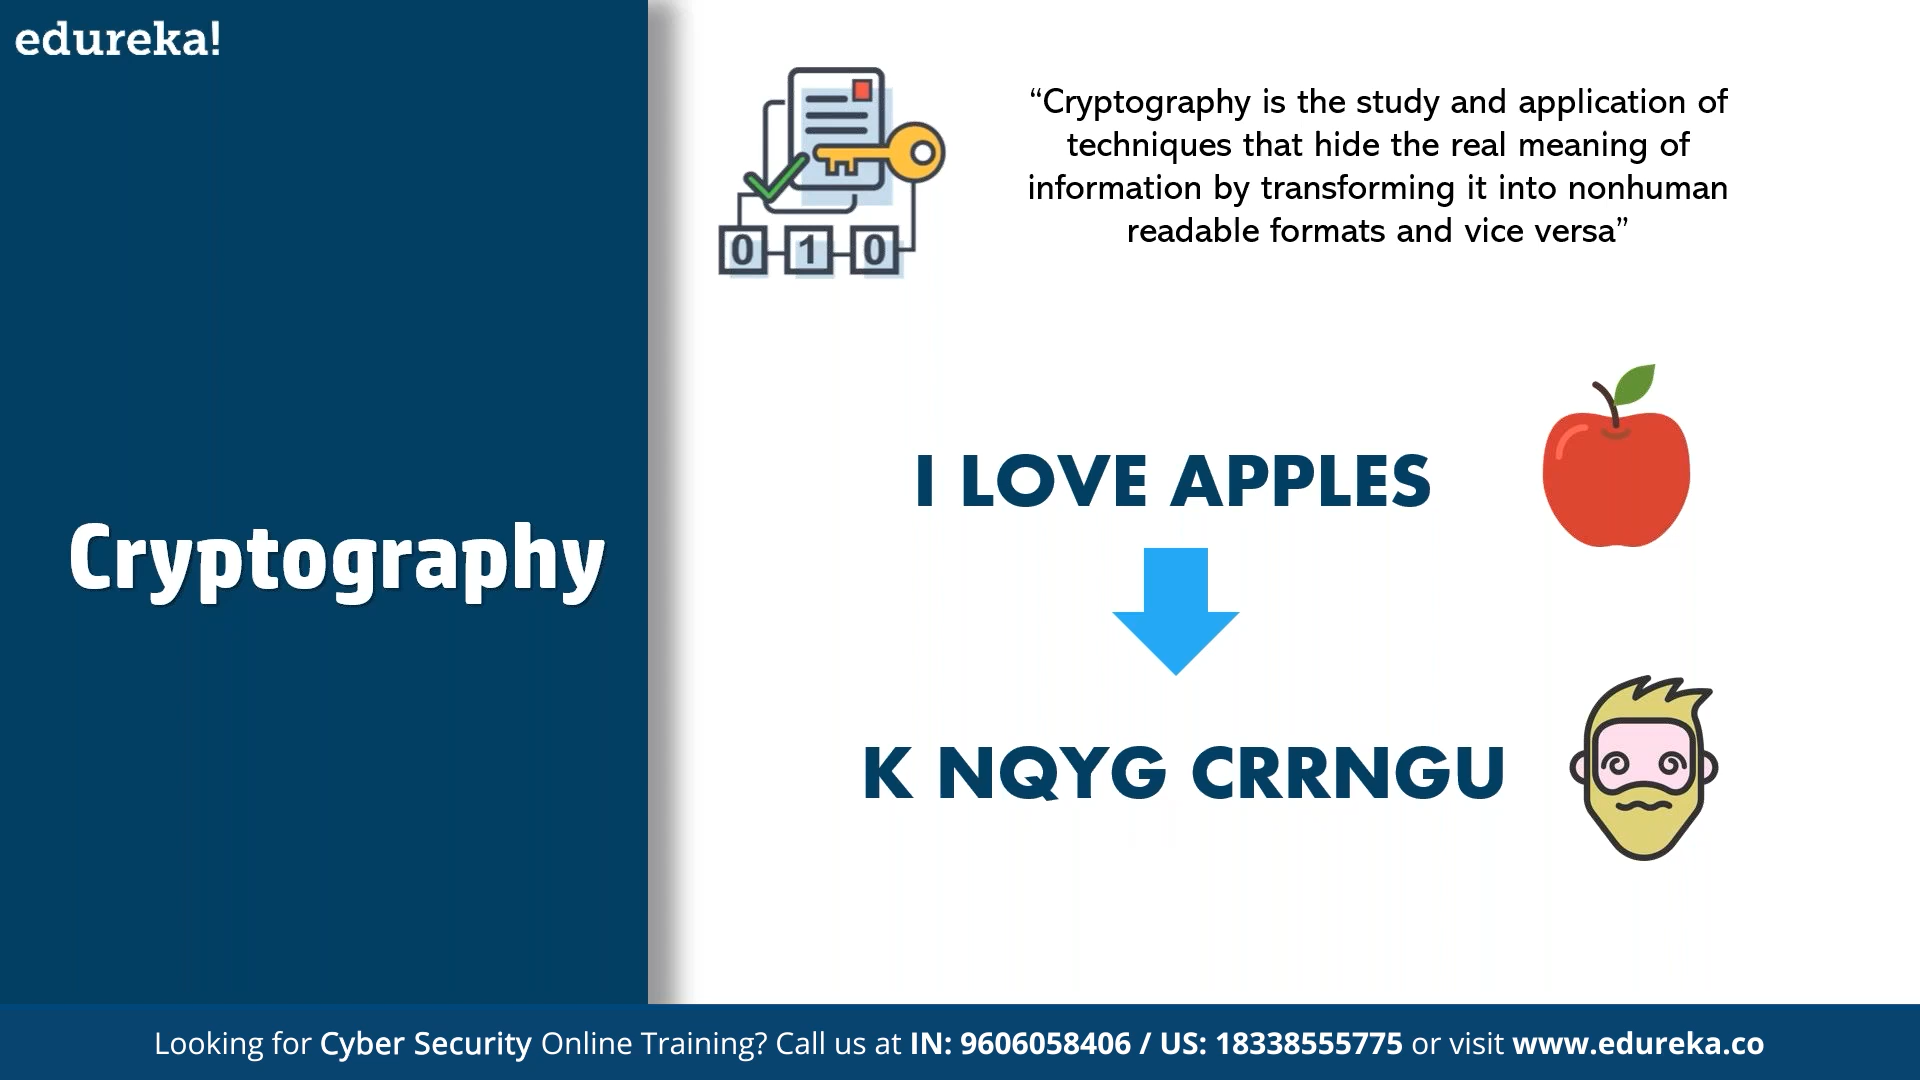 edureka!
Cryptography
“Cryptography is the study and application of
techniques that hide the real meaning of
information by transforming it into nonhuman
readable formats and vice versa”
0 1 0
I LOVE APPLES
K NQYG CRRNGU
Looking for Cyber Security Online Training? Call us at IN: 9606058406 / US: 18338555775 or visit www.edureka.co